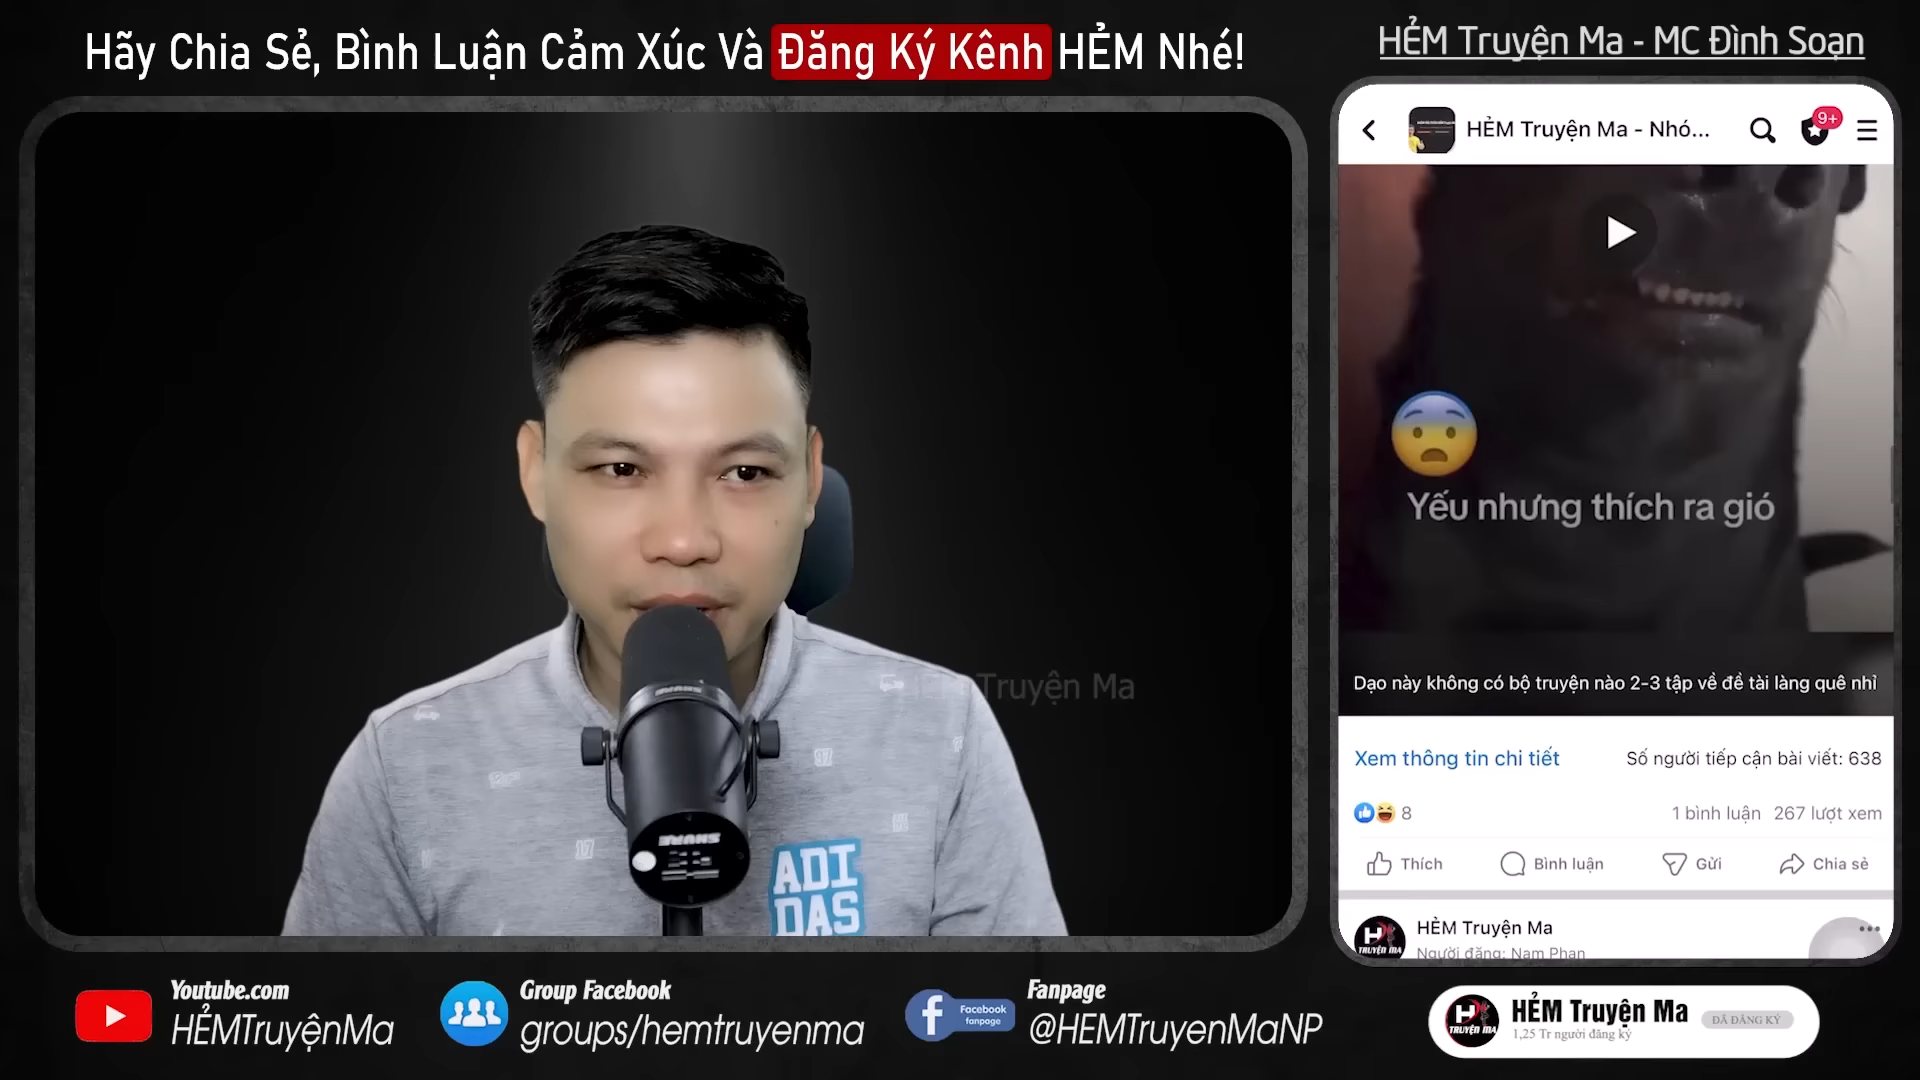 Hãy Chia Sẻ, Bình Luận Cảm Xúc Và Đăng Ký Kênh HẺM Nhé!
HẺM Truyện Ma - MC Đình Soạn
HẺM Truyện Ma - Nhó...
9+
Yếu nhưng thích ra gió
Dạo này không có bộ truyện nào 2-3 tập về đề tài làng quê nhỉ
Xem thông tin chi tiết
Số người tiếp cận bài viết: 638
8
1 bình luận 267 lượt xem
Thích
Bình luận
Gửi
Chia sẻ
HẺM Truyện Ma
Người đăng: Nam Phan
HẺM Truyện Ma
SHURE
ADI
DAS
Youtube.com
HẺMTruyệnMa
Group Facebook
groups/hemtruyenma
Facebook
fanpage
Fanpage
@HEMTruyenMaNP
HẺM Truyện Ma
1,25 Tr người đăng ký
ĐÃ ĐĂNG KÝ
TRUYỆN MA